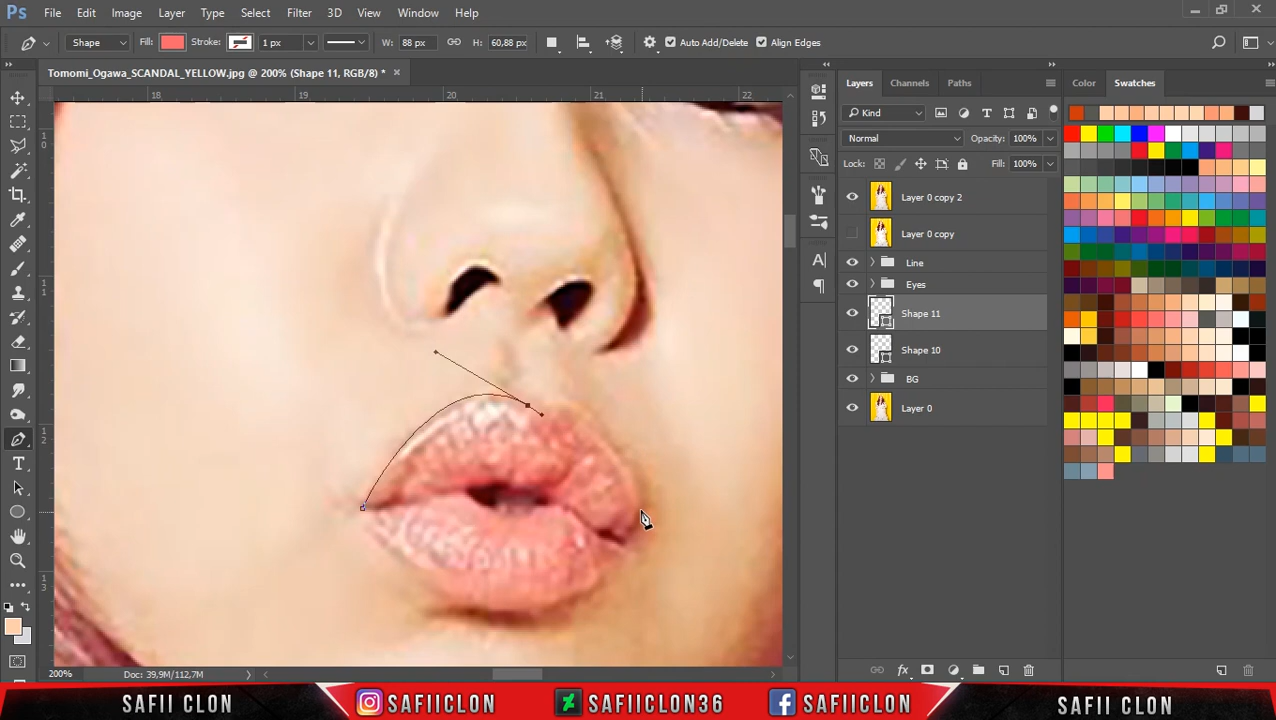 Ps File Edit Image Layer Type Select Filter 3D View Window Help
Shape Fill: Stroke: 1 px W: 88 px H: 60,88 px Auto Add/Delete Align Edges
Tomomi_Ogawa_SCANDAL_YELLOW.jpg @ 200% (Shape 11, RGB/8) * ×
18 19 20 21 22
10
11
12
13
Layers Channels Paths
Kind
Normal Opacity: 100%
Lock: Fill: 100%
Layer 0 copy 2
Layer 0 copy
Line
Eyes
Shape 11
Shape 10
BG
Layer 0
Color Swatches
200% Doc: 39,9M/112,7M
SAFII CLON SAFIICLON SAFIICLON36 SAFIICLON SAFII CLON